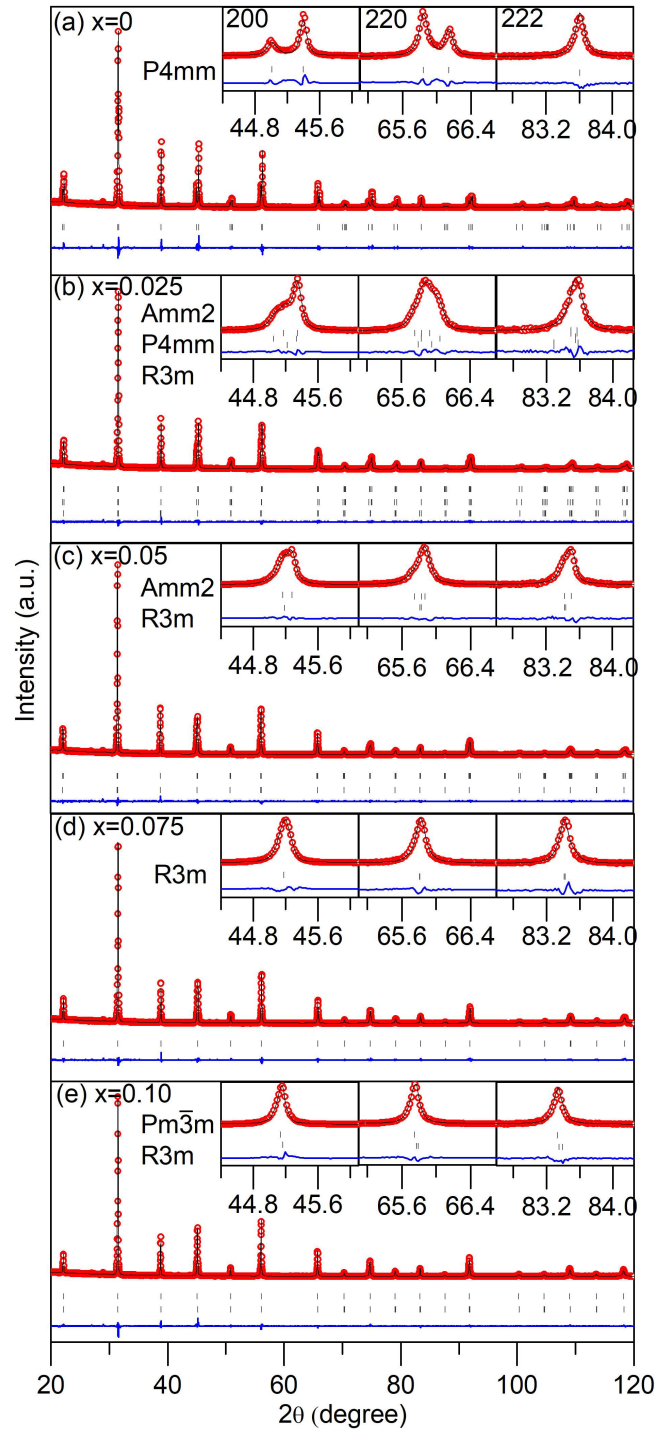 (a) x=0
P4mm
200
220
222
44.8 45.6 65.6 66.4 83.2 84.0
(b) x=0.025
Amm2
P4mm
R3m
44.8 45.6 65.6 66.4 83.2 84.0
(c) x=0.05
Amm2
R3m
44.8 45.6 65.6 66.4 83.2 84.0
(d) x=0.075
R3m
44.8 45.6 65.6 66.4 83.2 84.0
(e) x=0.10
Pm3̅m
R3m
44.8 45.6 65.6 66.4 83.2 84.0
Intensity (a.u.)
20 40 60 80 100 120
2θ (degree)